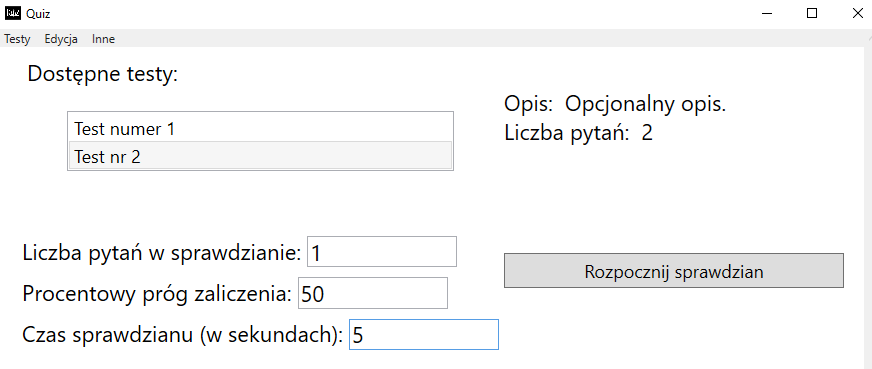 Quiz
Testy Edycja Inne
Dostępne testy:
Test numer 1
Test nr 2
Opis: Opcjonalny opis.
Liczba pytań: 2
Liczba pytań w sprawdzianie: 1
Procentowy próg zaliczenia: 50
Czas sprawdzianu (w sekundach): 5
Rozpocznij sprawdzian